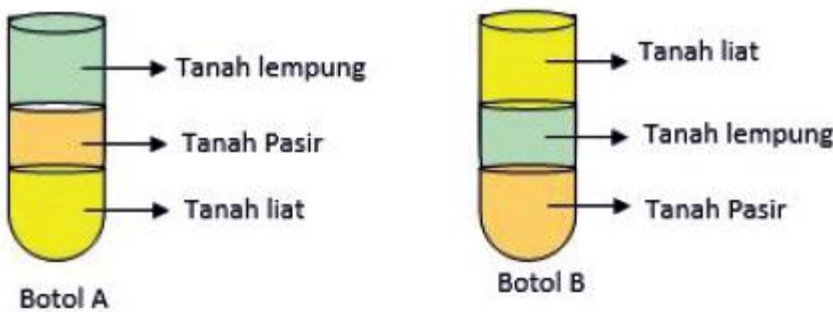 Tanah lempung
Tanah Pasir
Tanah liat
Botol A
Tanah liat
Tanah lempung
Tanah Pasir
Botol B